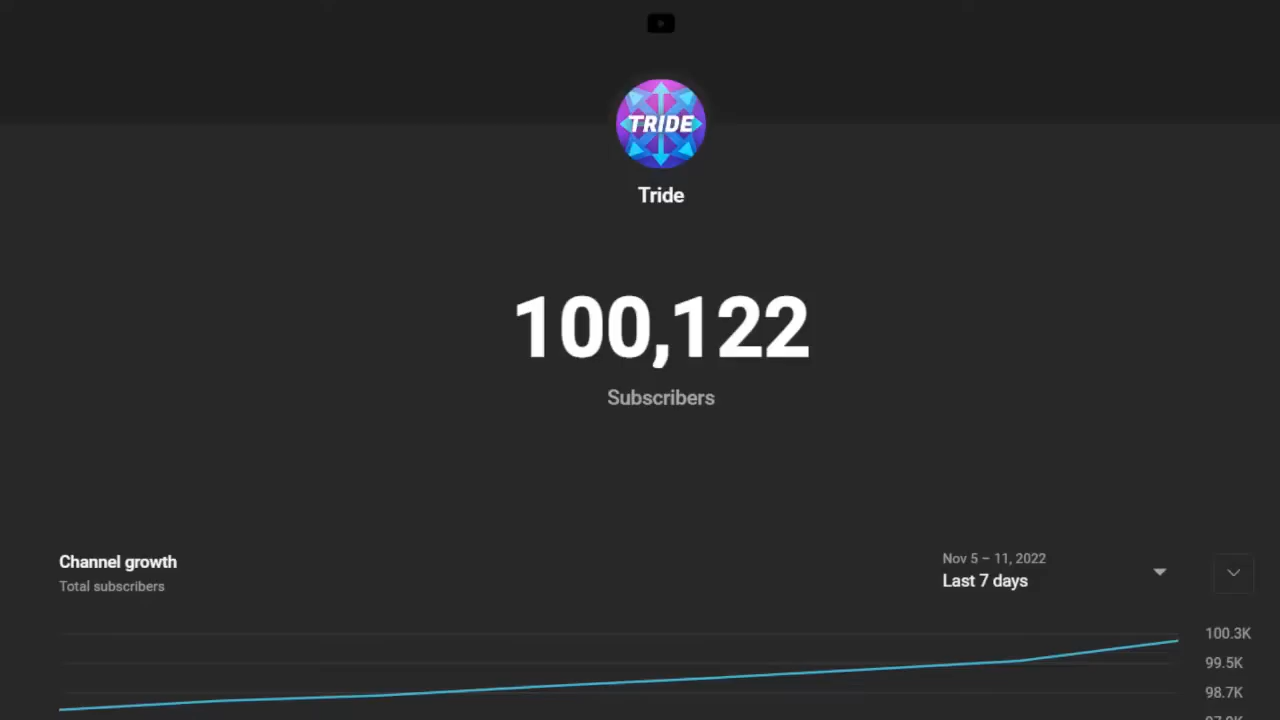 TRIDE
Tride
100,122
Subscribers
Channel growth
Total subscribers
Nov 5 – 11, 2022
Last 7 days
100.3K
99.5K
98.7K